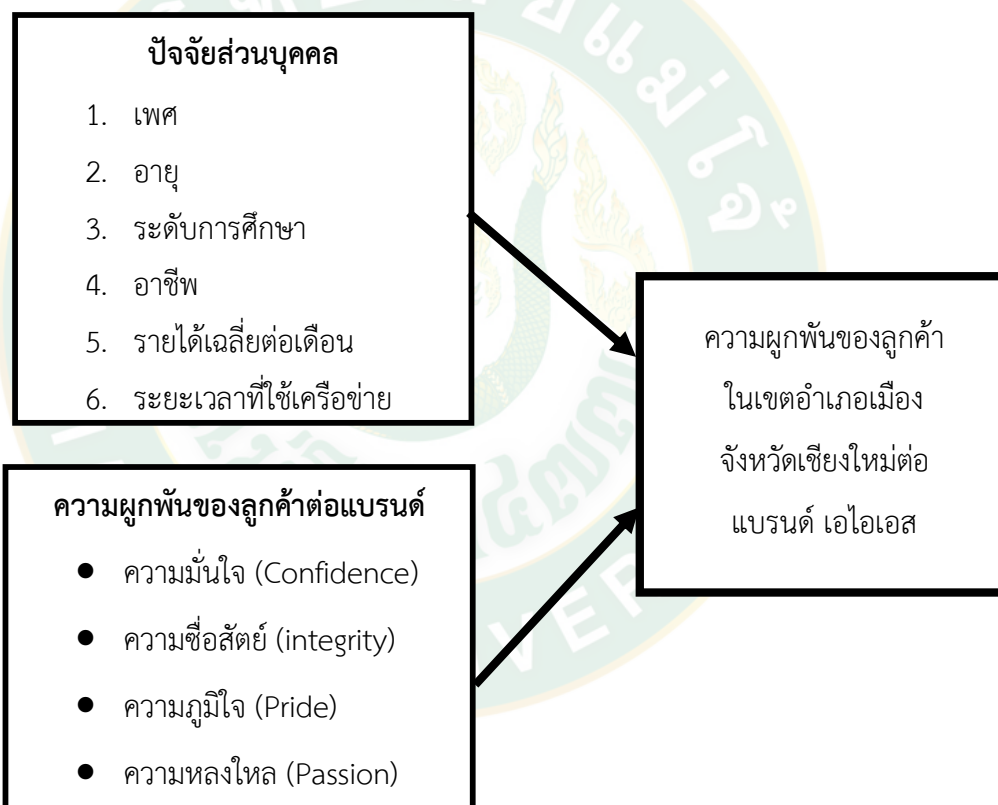 ปัจจัยส่วนบุคคล
1. เพศ
2. อายุ
3. ระดับการศึกษา
4. อาชีพ
5. รายได้เฉลี่ยต่อเดือน
6. ระยะเวลาที่ใช้เครือข่าย
ความผูกพันของลูกค้า
ในเขตอำเภอเมือง
จังหวัดเชียงใหม่ต่อ
แบรนด์ เอไอเอส
ความผูกพันของลูกค้าต่อแบรนด์
● ความมั่นใจ (Confidence)
● ความซื่อสัตย์ (integrity)
● ความภูมิใจ (Pride)
● ความหลงใหล (Passion)